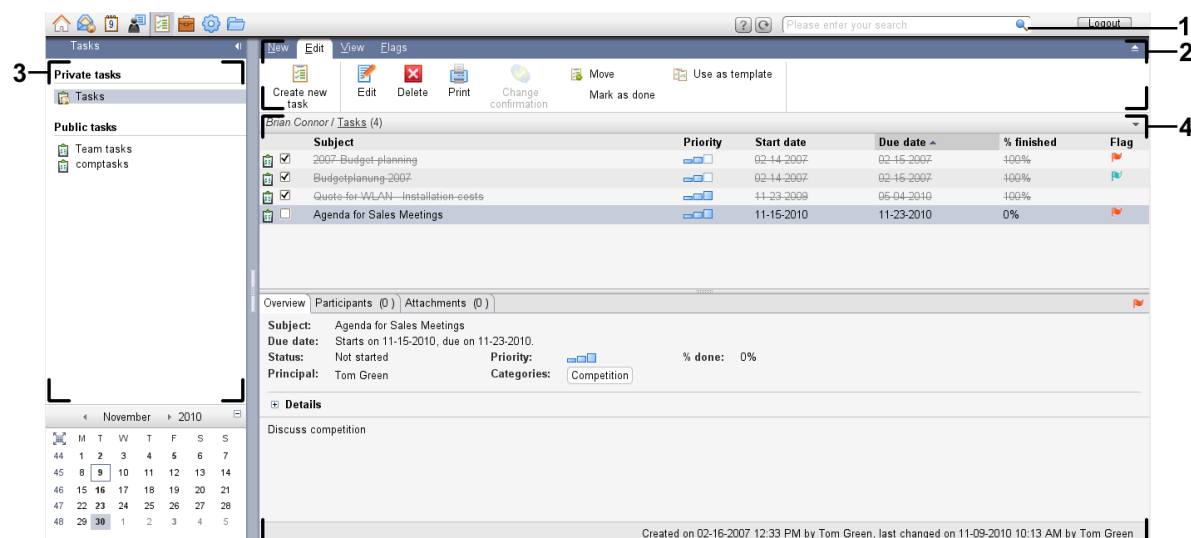 9
? Please enter your search Logout
1
Tasks
New Edit View Flags
2
3
Private tasks
Tasks
Public tasks
Team tasks
comptasks
Create new task
Edit Delete Print Change confirmation
Move
Mark as done
Use as template
Brian Connor / Tasks (4)
4
Subject Priority Start date Due date % finished Flag
2007 Budget planning 02-14-2007 02-15-2007 100%
Budgetplanung 2007 02-14-2007 02-15-2007 100%
Quote for WLAN - Installation costs 11-23-2009 05-04-2010 100%
Agenda for Sales Meetings 11-15-2010 11-23-2010 0%
Overview Participants (0) Attachments (0)
Subject: Agenda for Sales Meetings
Due date: Starts on 11-15-2010, due on 11-23-2010.
Status: Not started Priority: % done: 0%
Principal: Tom Green Categories: Competition
Details
Discuss competition
November 2010
M T W T F S S
44 1 2 3 4 5 6 7
45 8 9 10 11 12 13 14
46 15 16 17 18 19 20 21
47 22 23 24 25 26 27 28
48 29 30 1 2 3 4 5
Created on 02-16-2007 12:33 PM by Tom Green, last changed on 11-09-2010 10:13 AM by Tom Green